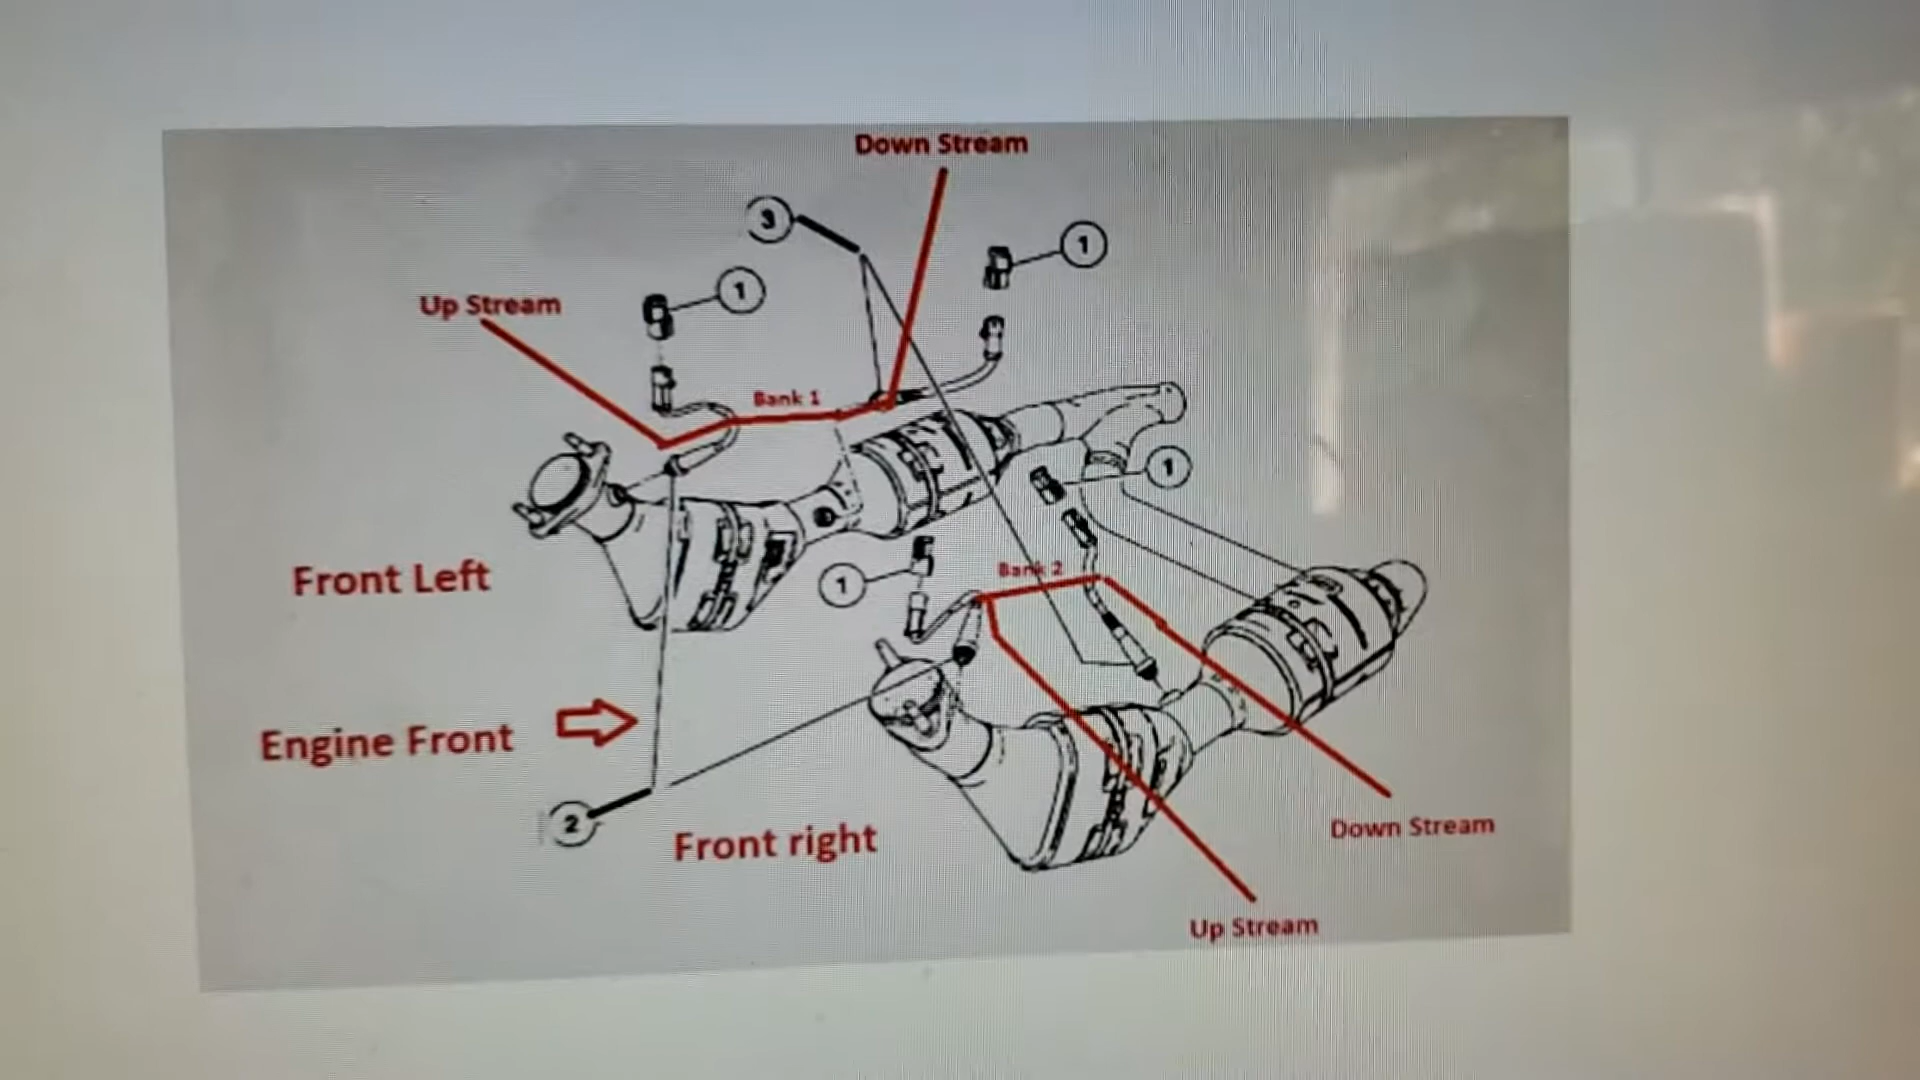 Down Stream
3
1
1
Up Stream
Bank 1
1
Front Left
1
Bank 2
Engine Front
2
Front right
Down Stream
Up Stream